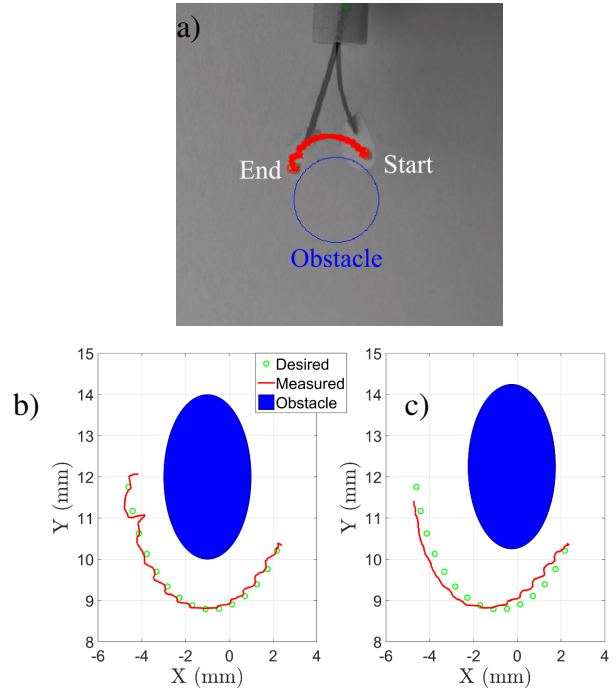 a)
End
Start
Obstacle
b)
15
14
13
12
11
10
9
8
Y (mm)
-6
-4
-2
0
2
4
X (mm)
Desired
Measured
Obstacle
c)
15
14
13
12
11
10
9
8
Y (mm)
-6
-4
-2
0
2
4
X (mm)